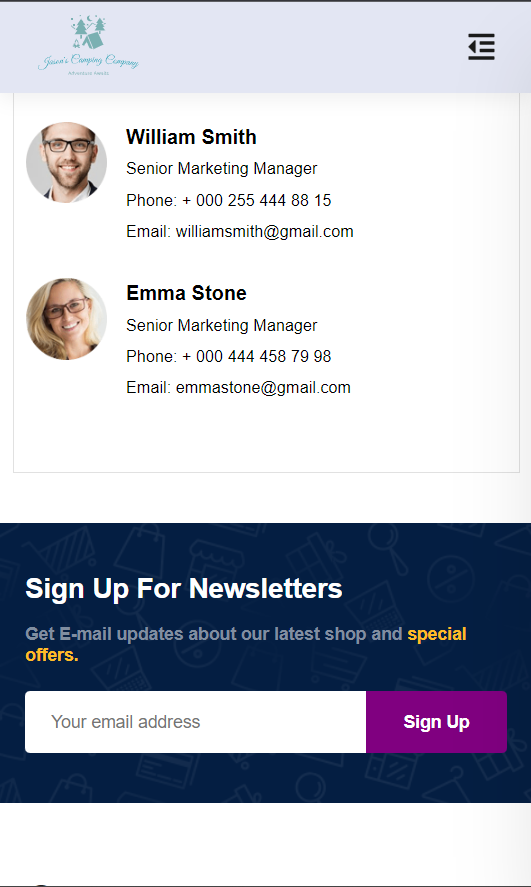 Jason's Camping Company
Adventure Needs
William Smith
Senior Marketing Manager
Phone: + 000 255 444 88 15
Email: williamsmith@gmail.com
Emma Stone
Senior Marketing Manager
Phone: + 000 444 458 79 98
Email: emmastone@gmail.com
Sign Up For Newsletters
Get E-mail updates about our latest shop and special
offers.
Your email address
Sign Up